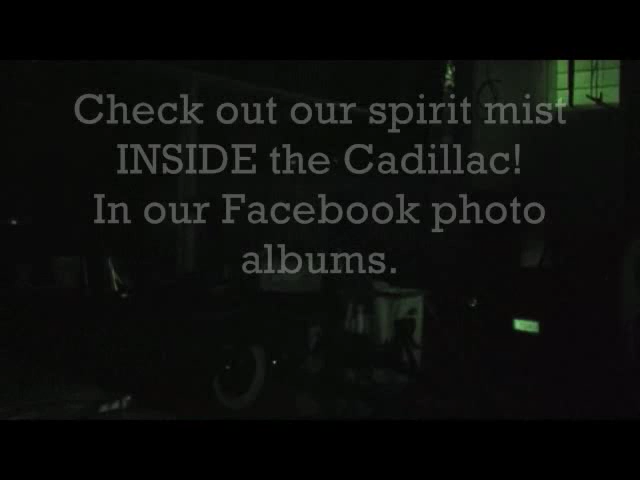 Check out our spirit mist
INSIDE the Cadillac!
In our Facebook photo
albums.